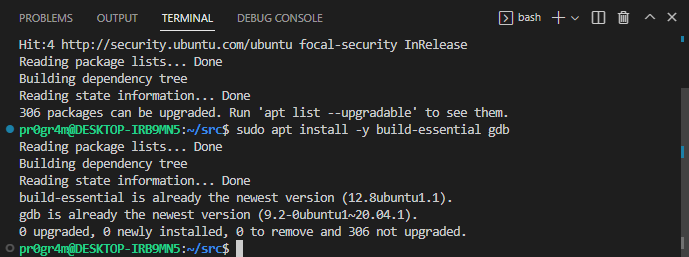 PROBLEMS OUTPUT TERMINAL DEBUG CONSOLE bash
Hit:4 http://security.ubuntu.com/ubuntu focal-security InRelease
Reading package lists... Done
Building dependency tree
Reading state information... Done
306 packages can be upgraded. Run 'apt list --upgradable' to see them.
pr0gr4m@DESKTOP-IRB9MN5:~/src$ sudo apt install -y build-essential gdb
Reading package lists... Done
Building dependency tree
Reading state information... Done
build-essential is already the newest version (12.8ubuntu1.1).
gdb is already the newest version (9.2-0ubuntu1~20.04.1).
0 upgraded, 0 newly installed, 0 to remove and 306 not upgraded.
pr0gr4m@DESKTOP-IRB9MN5:~/src$